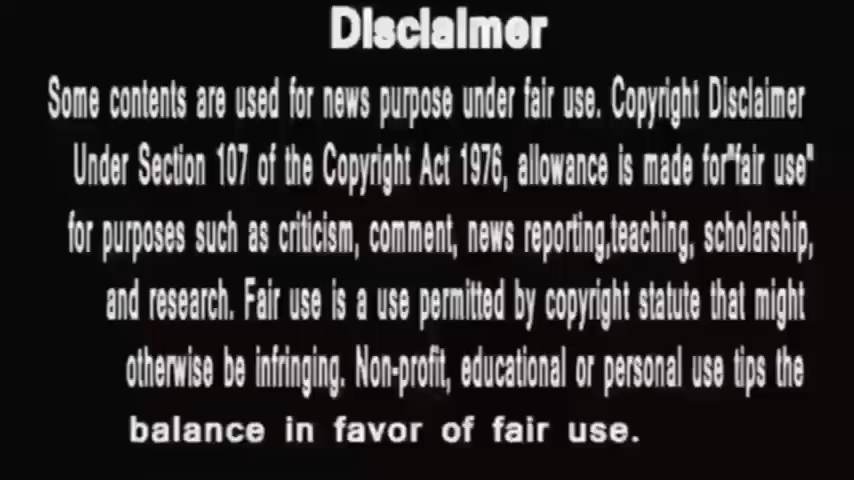 Disclaimer
Some contents are used for news purpose under fair use. Copyright Disclaimer
Under Section 107 of the Copyright Act 1976, allowance is made for"fair use"
for purposes such as criticism, comment, news reporting,teaching, scholarship,
and research. Fair use is a use permitted by copyright statute that might
otherwise be infringing. Non-profit, educational or personal use tips the
balance in favor of fair use.